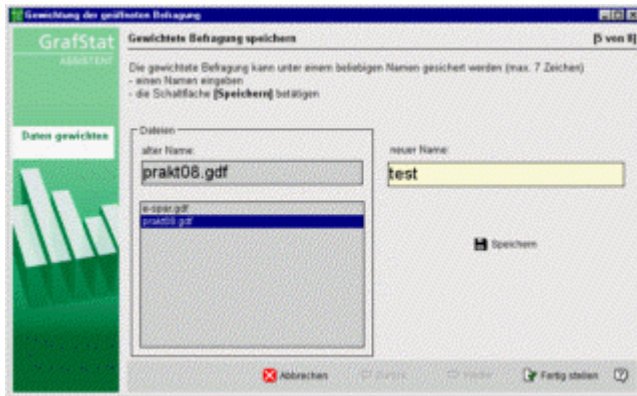 Gewichtung der geöffneten Befragung
GrafStat
ASSISTENT
Gewichtete Befragung speichern
[5 von 8]
Die gewichtete Befragung kann unter einem beliebigen Namen gesichert werden (max. 7 Zeichen)
- einen Namen eingeben
- die Schaltfläche [Speichern] betätigen
Daten gewichten
Dateien
alter Name:
neuer Name:
prakt08.gdf
test
e-spar.gdf
prakt08.gdf
Speichern
Abbrechen
Zurück
Weiter
Fertig stellen